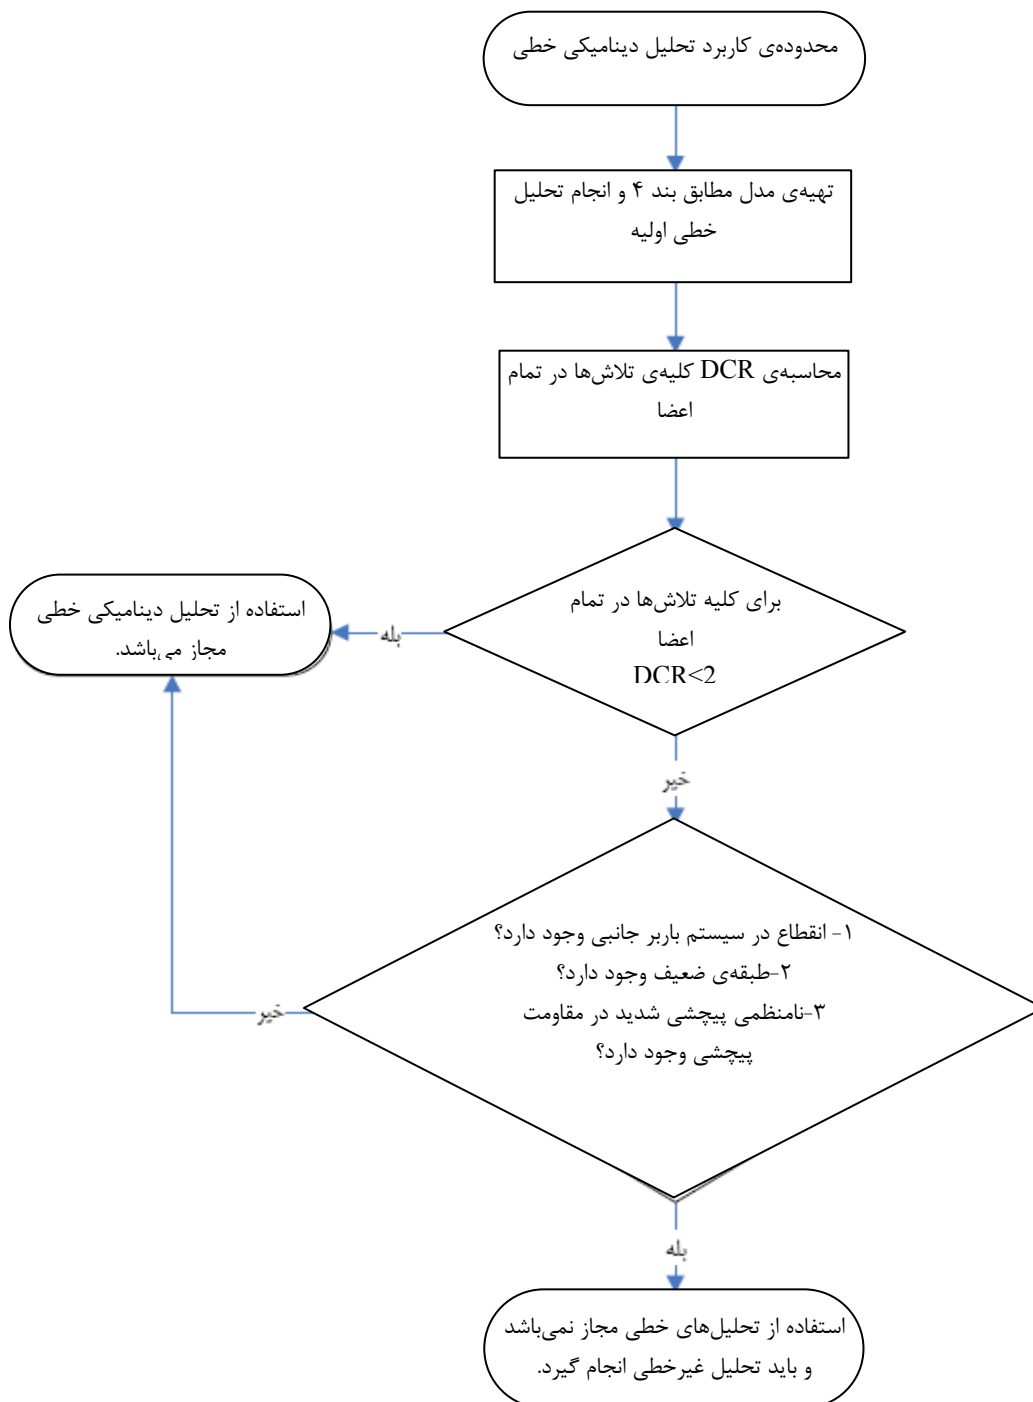 محدوده‌ی کاربرد تحلیل دینامیکی خطی
تهیه‌ی مدل مطابق بند ۴ و انجام تحلیل
خطی اولیه
محاسبه‌ی DCR کلیه‌ی تلاش‌ها در تمام
اعضا
برای کلیه تلاش‌ها در تمام
اعضا
DCR<2
بله
استفاده از تحلیل دینامیکی خطی
مجاز می‌باشد.
خیر
۱- انقطاع در سیستم باربر جانبی وجود دارد؟
۲-طبقه‌ی ضعیف وجود دارد؟
۳-نامنظمی پیچشی شدید در مقاومت
پیچشی وجود دارد؟
خیر
بله
استفاده از تحلیل‌های خطی مجاز نمی‌باشد
و باید تحلیل غیرخطی انجام گیرد.